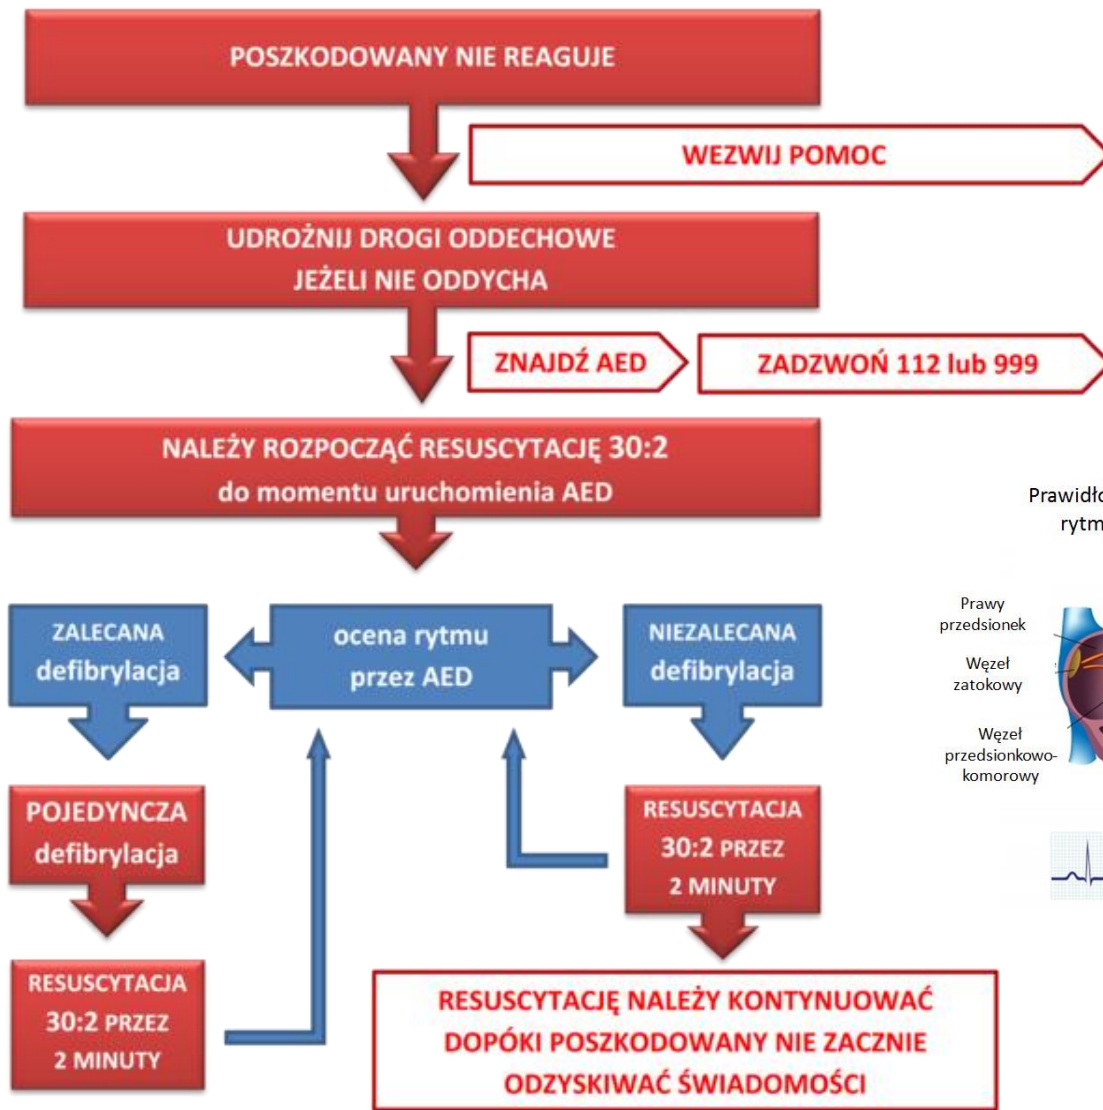 POSZKODOWANY NIE REAGUJE
WEZWIJ POMOC
UDROŻNIJ DROGI ODDECHOWE
JEŻELI NIE ODDYCHA
ZNAJDŹ AED
ZADZWOŃ 112 lub 999
NALEŻY ROZPOCZĄĆ RESUSCYTACJĘ 30:2
do momentu uruchomienia AED
ZALECANA
defibrylacja
ocena rytmu
przez AED
NIEZALECANA
defibrylacja
POJEDYNCZA
defibrylacja
RESUSCYTACJA
30:2 PRZEZ
2 MINUTY
RESUSCYTACJA
30:2 PRZEZ
2 MINUTY
RESUSCYTACJĘ NALEŻY KONTYNUOWAĆ
DOPÓKI POSZKODOWANY NIE ZACZNIE
ODZYSKIWAĆ ŚWIADOMOŚCI
Prawidło
rytm
Prawy
przedsionek
Węzeł
zatokowy
Węzeł
przedsionkowo-
komorowy